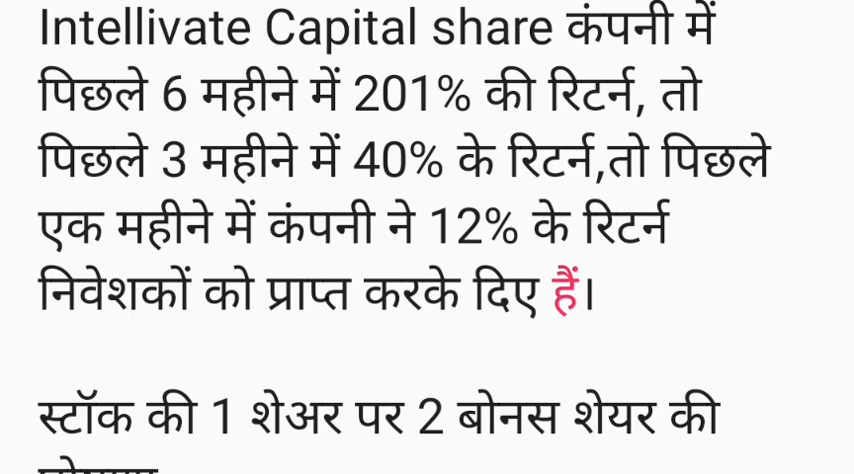 Intellivate Capital share कंपनी में
पिछले 6 महीने में 201% की रिटर्न, तो
पिछले 3 महीने में 40% के रिटर्न,तो पिछले
एक महीने में कंपनी ने 12% के रिटर्न
निवेशकों को प्राप्त करके दिए हैं।
स्टॉक की 1 शेअर पर 2 बोनस शेयर की